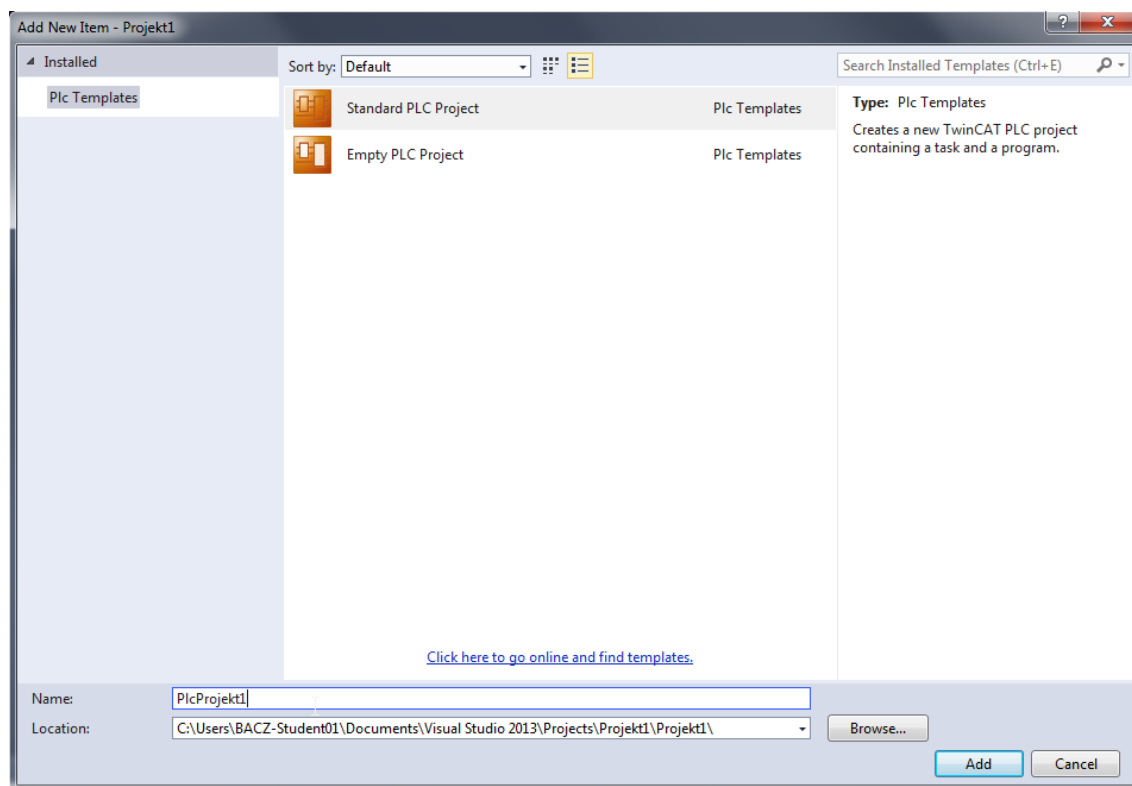 Add New Item - Projekt1
Installed
Plc Templates
Sort by: Default
Search Installed Templates (Ctrl+E)
Standard PLC Project Plc Templates
Empty PLC Project Plc Templates
Type: Plc Templates
Creates a new TwinCAT PLC project
containing a task and a program.
Click here to go online and find templates.
Name: PlcProjekt1
Location: C:\Users\BACZ-Student01\Documents\Visual Studio 2013\Projects\Projekt1\Projekt1\ Browse...
Add Cancel